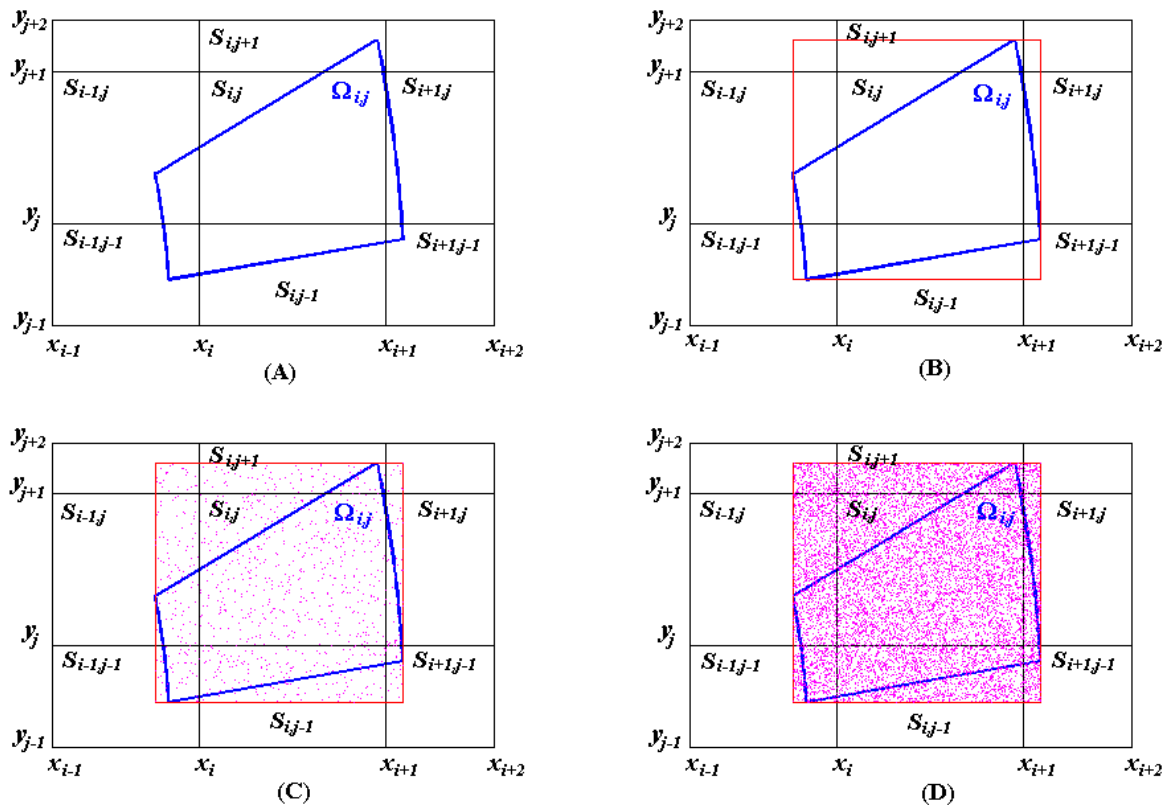 y_{j+2} S_{i,j+1}
y_{j+1} S_{i-1,j} S_{i,j} Ω_{i,j} S_{i+1,j}
y_j S_{i-1,j-1} S_{i+1,j-1}
S_{i,j-1}
y_{j-1}
x_{i-1} x_i x_{i+1} x_{i+2}
(A)
y_{j+2} S_{i,j+1}
y_{j+1} S_{i-1,j} S_{i,j} Ω_{i,j} S_{i+1,j}
y_j S_{i-1,j-1} S_{i+1,j-1}
S_{i,j-1}
y_{j-1}
x_{i-1} x_i x_{i+1} x_{i+2}
(B)
y_{j+2} S_{i,j+1}
y_{j+1} S_{i-1,j} S_{i,j} Ω_{i,j} S_{i+1,j}
y_j S_{i-1,j-1} S_{i+1,j-1}
S_{i,j-1}
y_{j-1}
x_{i-1} x_i x_{i+1} x_{i+2}
(C)
y_{j+2} S_{i,j+1}
y_{j+1} S_{i-1,j} S_{i,j} Ω_{i,j} S_{i+1,j}
y_j S_{i-1,j-1} S_{i+1,j-1}
S_{i,j-1}
y_{j-1}
x_{i-1} x_i x_{i+1} x_{i+2}
(D)